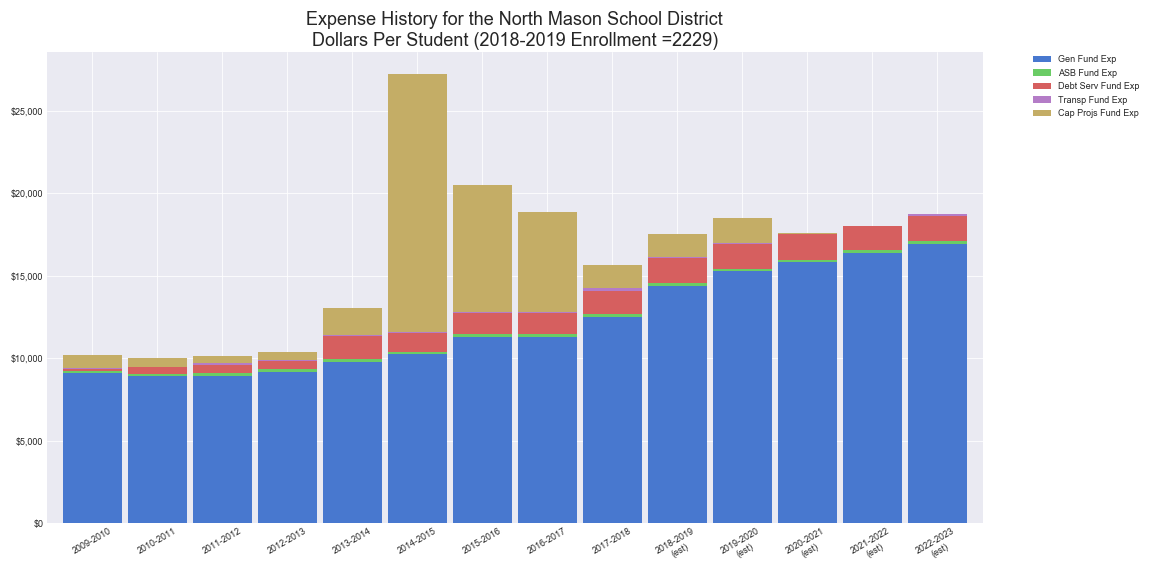 Expense History for the North Mason School District
Dollars Per Student (2018-2019 Enrollment =2229)
Gen Fund Exp
ASB Fund Exp
Debt Serv Fund Exp
Transp Fund Exp
Cap Projs Fund Exp
$25,000
$20,000
$15,000
$10,000
$5,000
$0
2009-2010
2010-2011
2011-2012
2012-2013
2013-2014
2014-2015
2015-2016
2016-2017
2017-2018
2018-2019
(est)
2019-2020
(est)
2020-2021
(est)
2021-2022
(est)
2022-2023
(est)